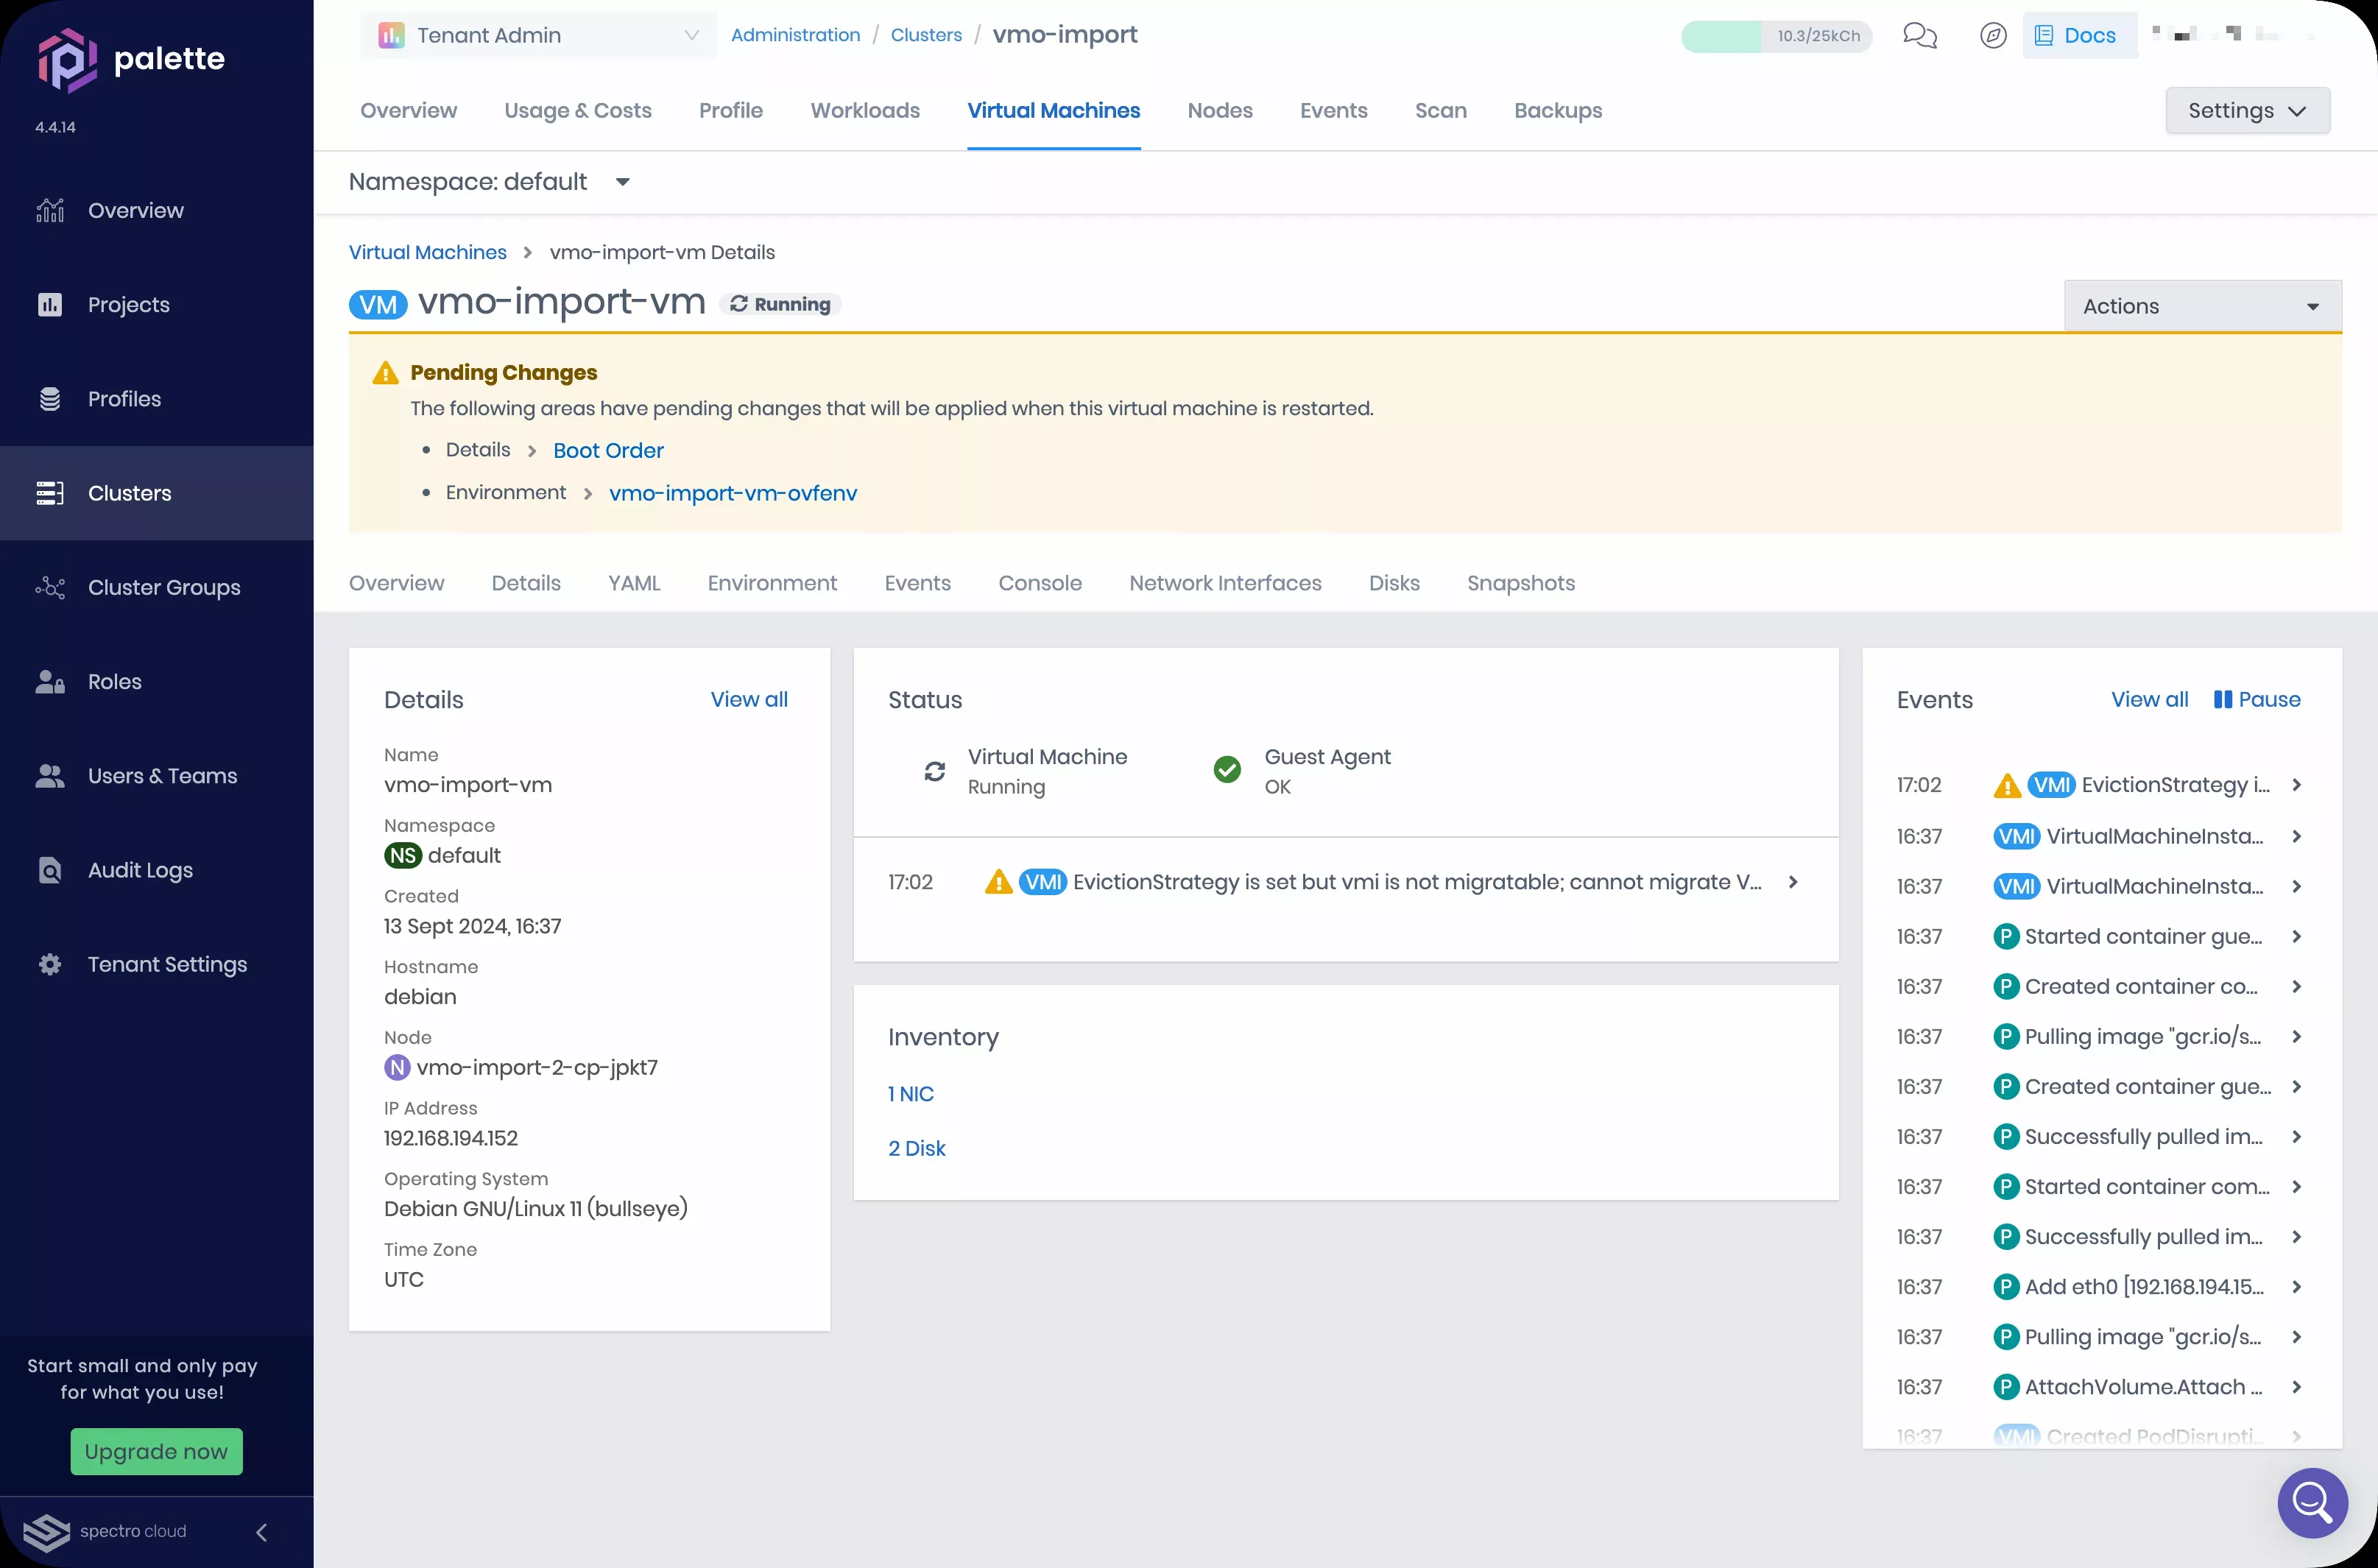 palette
4.4.14
Overview
Projects
Profiles
Clusters
Cluster Groups
Roles
Users & Teams
Audit Logs
Tenant Settings
Start small and only pay
for what you use!
Upgrade now
spectro cloud
Tenant Admin
Administration / Clusters / vmo-import
10.3/25kCh
Docs
Overview Usage & Costs Profile Workloads Virtual Machines Nodes Events Scan Backups
Settings
Namespace: default
Virtual Machines > vmo-import-vm Details
VM vmo-import-vm Running
Actions
Pending Changes
The following areas have pending changes that will be applied when this virtual machine is restarted.
• Details > Boot Order
• Environment > vmo-import-vm-ovfenv
Overview Details YAML Environment Events Console Network Interfaces Disks Snapshots
Details View all
Name
vmo-import-vm
Namespace
NS default
Created
13 Sept 2024, 16:37
Hostname
debian
Node
N vmo-import-2-cp-jpkt7
IP Address
192.168.194.152
Operating System
Debian GNU/Linux 11 (bullseye)
Time Zone
UTC
Status
Virtual Machine
Running
Guest Agent
OK
17:02 VMI EvictionStrategy is set but vmi is not migratable; cannot migrate V...
Inventory
1 NIC
2 Disk
Events View all Pause
17:02 VMI EvictionStrategy i...
16:37 VMI VirtualMachineInsta...
16:37 VMI VirtualMachineInsta...
16:37 P Started container gue...
16:37 P Created container co...
16:37 P Pulling image "gcr.io/s...
16:37 P Created container gue...
16:37 P Successfully pulled im...
16:37 P Started container com...
16:37 P Successfully pulled im...
16:37 P Add eth0 [192.168.194.15...
16:37 P Pulling image "gcr.io/s...
16:37 P AttachVolume.Attach ...
16:37 VMI Created PodDisrupti...